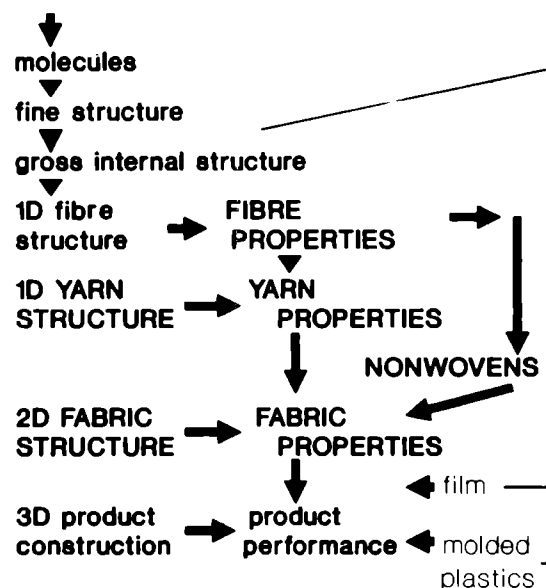 molecules
fine structure
gross internal structure
1D fibre
structure
FIBRE
PROPERTIES
1D YARN
STRUCTURE
YARN
PROPERTIES
NONWOVENS
2D FABRIC
STRUCTURE
FABRIC
PROPERTIES
film
3D product
construction
product
performance
molded
plastics